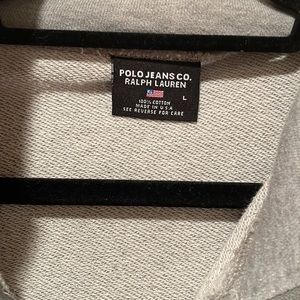 POLO JEANS CO.
RALPH LAUREN
L
100% COTTON
MADE IN U.S.A
SEE REVERSE FOR CARE